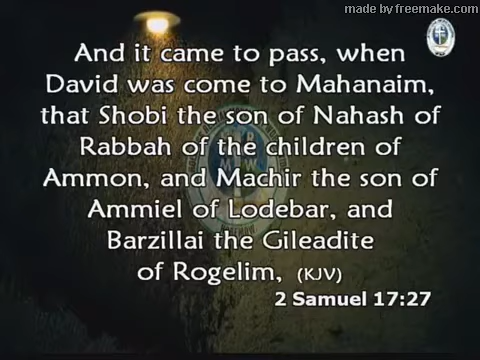 made by freemake.com
And it came to pass, when
David was come to Mahanaim,
that Shobi the son of Nahash of
Rabbah of the children of
Ammon, and Machir the son of
Ammiel of Lodebar, and
Barzillai the Gileadite
of Rogelim, (KJV)
2 Samuel 17:27